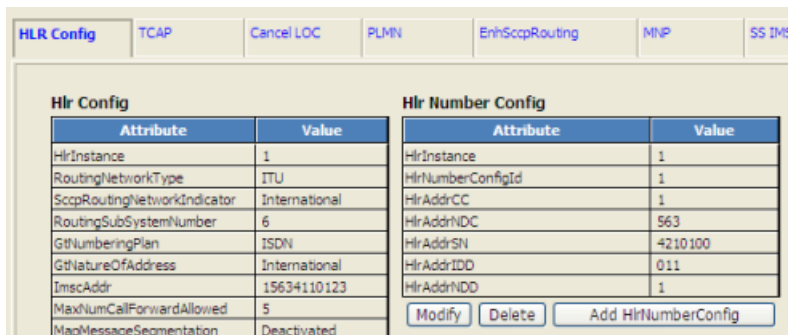 HLR Config TCAP Cancel LOC PLMN EnhSccpRouting MNP SS IMS
Hlr Config
Attribute Value
HlrInstance 1
RoutingNetworkType ITU
SccpRoutingNetworkIndicator International
RoutingSubSystemNumber 6
GtNumberingPlan ISDN
GtNatureOfAddress International
ImscAddr 15634110123
MaxNumCallForwardAllowed 5
MapMessageSegmentation Deactivated
Hlr Number Config
Attribute Value
HlrInstance 1
HlrNumberConfigId 1
HlrAddrCC 1
HlrAddrNDC 563
HlrAddrSN 4210100
HlrAddrIDD 011
HlrAddrNDD 1
Modify Delete Add HlrNumberConfig